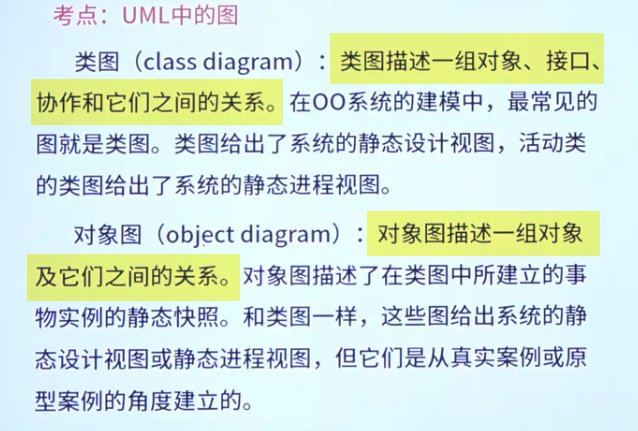 考点：UML中的图
类图（class diagram）：类图描述一组对象、接口、
协作和它们之间的关系。在OO系统的建模中，最常见的
图就是类图。类图给出了系统的静态设计视图，活动类
的类图给出了系统的静态进程视图。
对象图（object diagram）：对象图描述一组对象
及它们之间的关系。对象图描述了在类图中所建立的事
物实例的静态快照。和类图一样，这些图给出系统的静
态设计视图或静态进程视图，但它们是从真实案例或原
型案例的角度建立的。